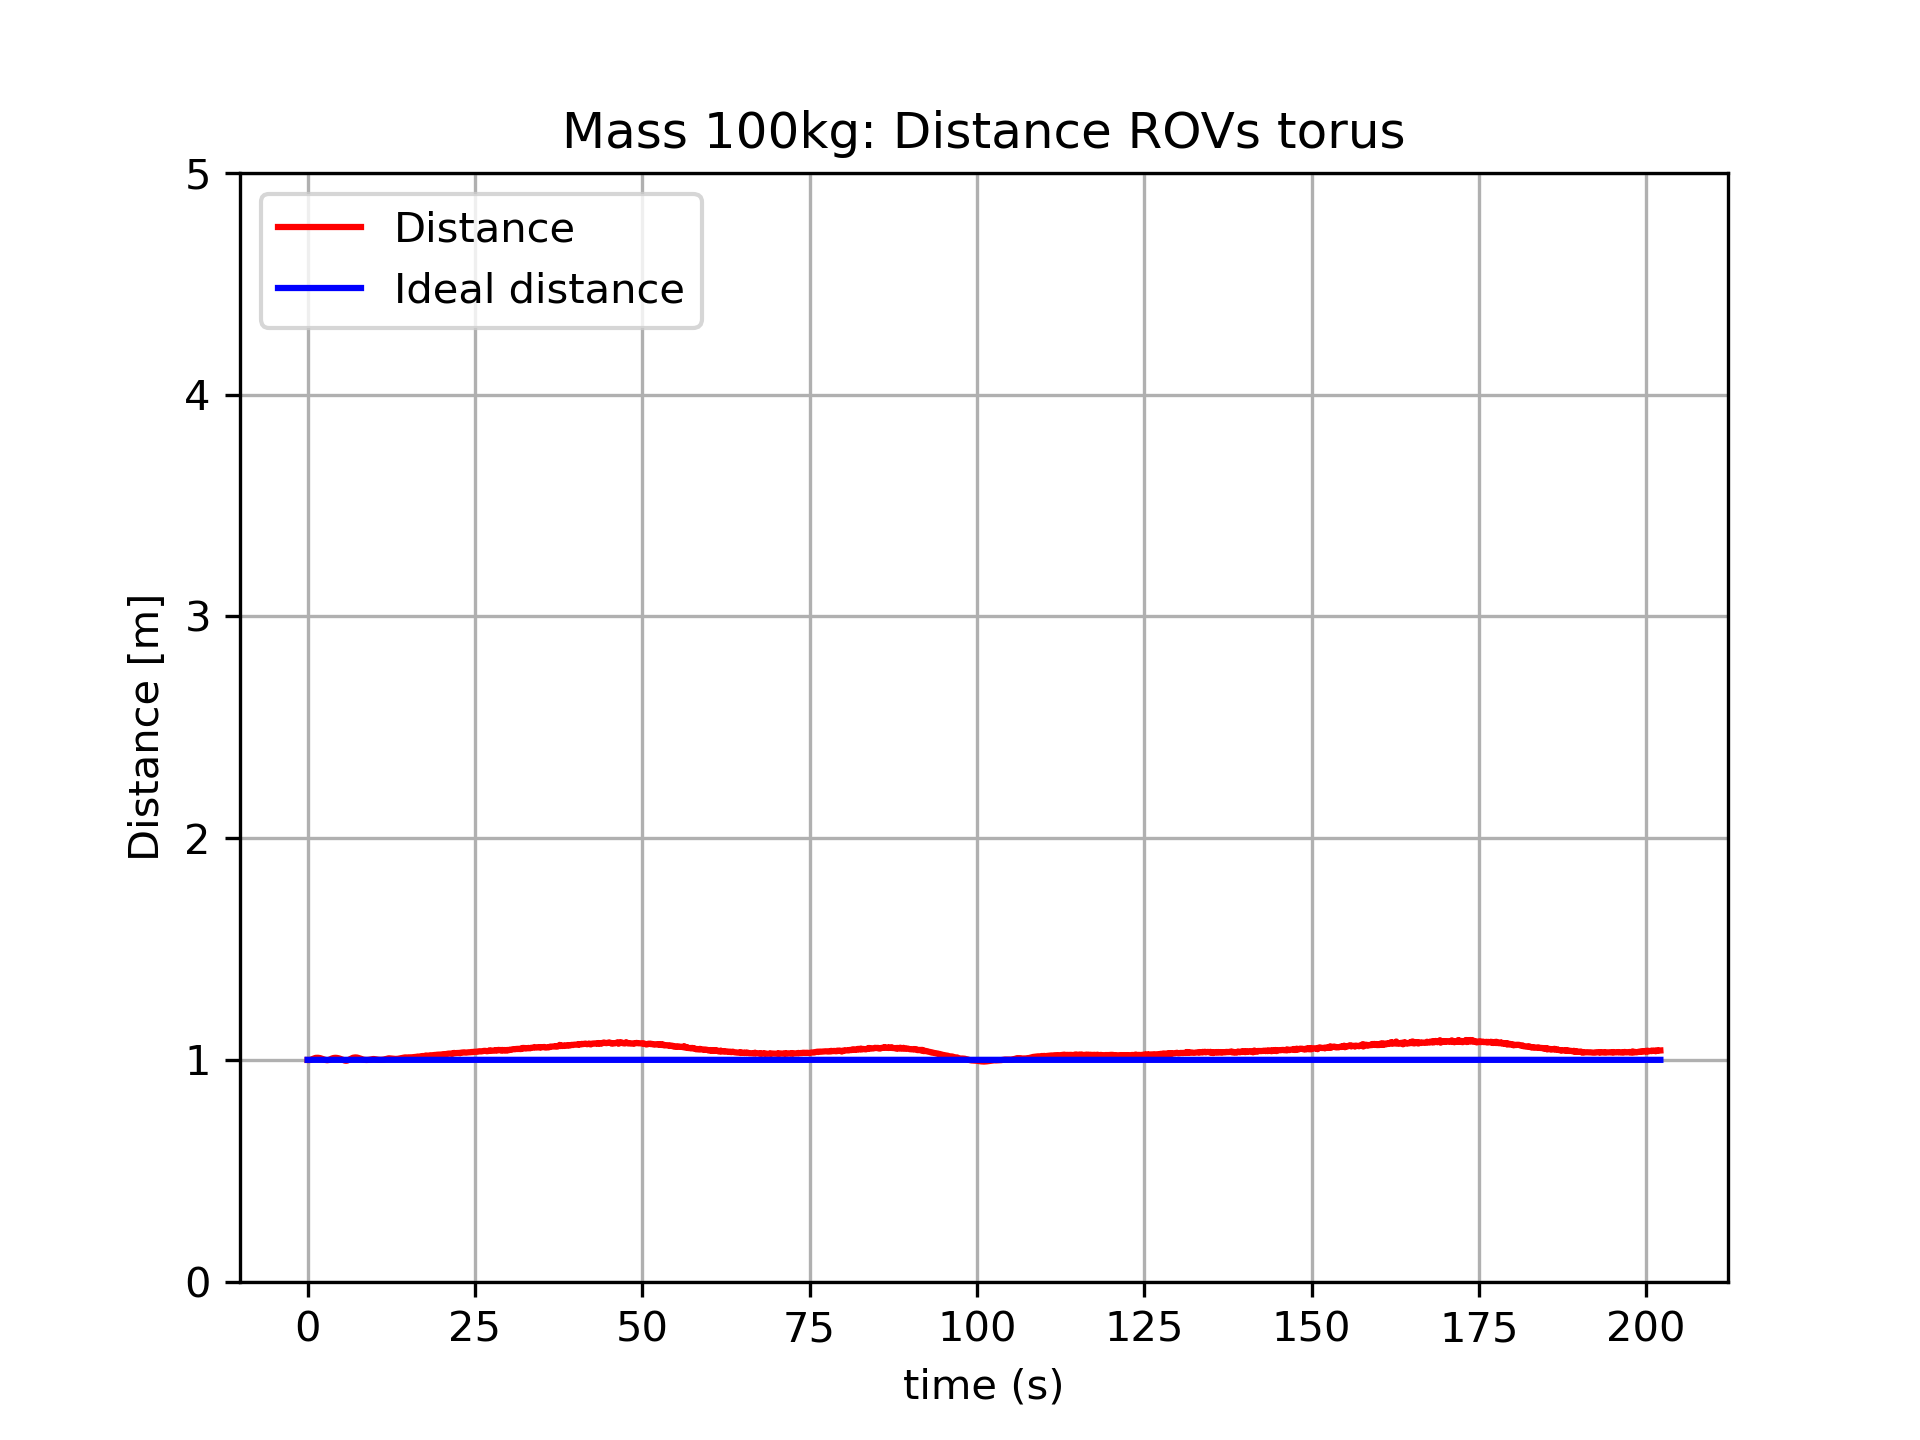 Mass 100kg: Distance ROVs torus
Distance
Ideal distance
Distance [m]
5
4
3
2
1
0
0 25 50 75 100 125 150 175 200
time (s)